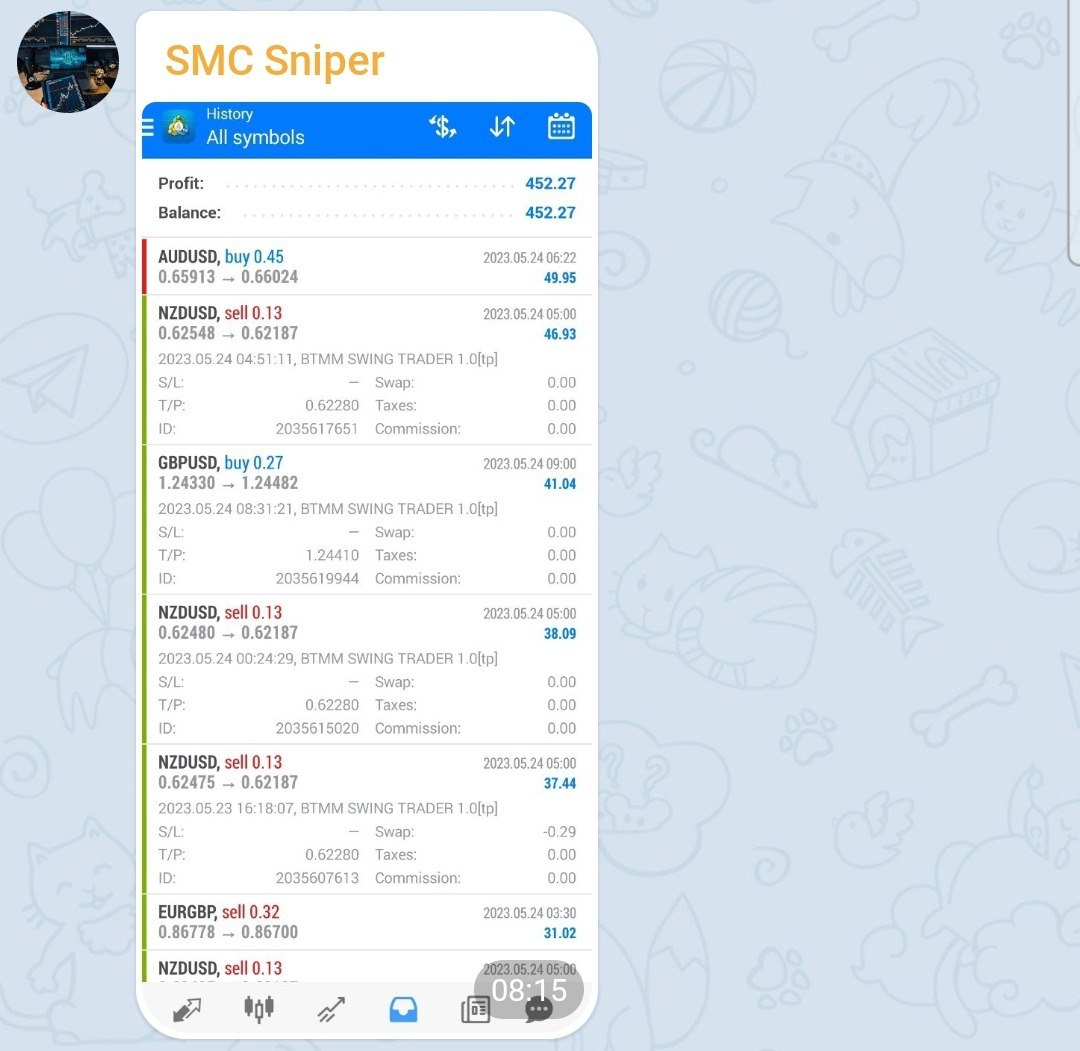 SMC Sniper
History
All symbols
Profit: 452.27
Balance: 452.27
AUDUSD, buy 0.45 2023.05.24 06:22
0.65913 → 0.66024 49.95
NZDUSD, sell 0.13 2023.05.24 05:00
0.62548 → 0.62187 46.93
2023.05.24 04:51:11, BTMM SWING TRADER 1.0[tp]
S/L: – Swap: 0.00
T/P: 0.62280 Taxes: 0.00
ID: 2035617651 Commission: 0.00
GBPUSD, buy 0.27 2023.05.24 09:00
1.24330 → 1.24482 41.04
2023.05.24 08:31:21, BTMM SWING TRADER 1.0[tp]
S/L: – Swap: 0.00
T/P: 1.24410 Taxes: 0.00
ID: 2035619944 Commission: 0.00
NZDUSD, sell 0.13 2023.05.24 05:00
0.62480 → 0.62187 38.09
2023.05.24 00:24:29, BTMM SWING TRADER 1.0[tp]
S/L: – Swap: 0.00
T/P: 0.62280 Taxes: 0.00
ID: 2035615020 Commission: 0.00
NZDUSD, sell 0.13 2023.05.24 05:00
0.62475 → 0.62187 37.44
2023.05.23 16:18:07, BTMM SWING TRADER 1.0[tp]
S/L: – Swap: -0.29
T/P: 0.62280 Taxes: 0.00
ID: 2035607613 Commission: 0.00
EURGBP, sell 0.32 2023.05.24 03:30
0.86778 → 0.86700 31.02
NZDUSD, sell 0.13 2023.05.24 05:00
08:15